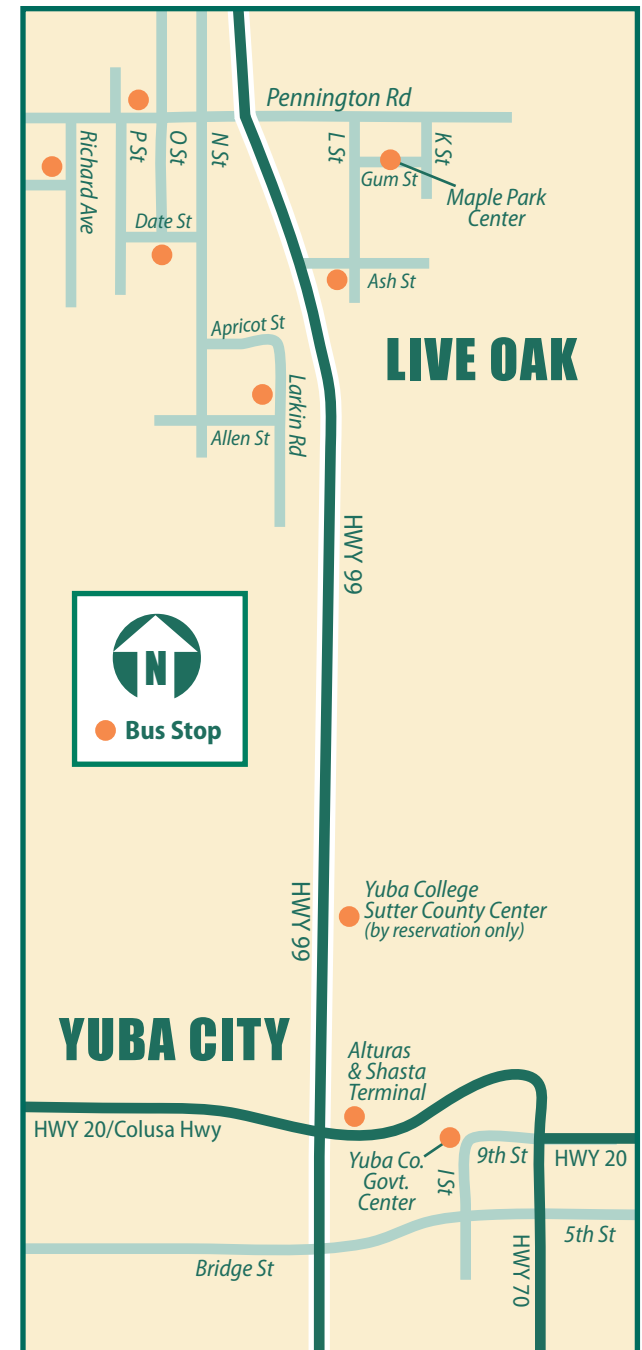 Pennington Rd
Richard Ave
P St
O St
N St
L St
K St
Gum St
Maple Park
Center
Date St
Ash St
Apricot St
LIVE OAK
Larkin Rd
Allen St
HWY 99
N
Bus Stop
HWY 99
Yuba College
Sutter County Center
(by reservation only)
YUBA CITY
Alturas
& Shasta
Terminal
HWY 20/Colusa Hwy
Yuba Co.
Govt.
Center
I St
9th St
HWY 20
5th St
HWY 70
Bridge St